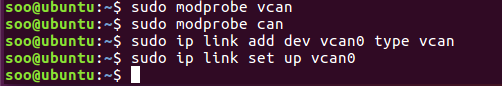 soo@ubuntu:~$ sudo modprobe vcan
soo@ubuntu:~$ sudo modprobe can
soo@ubuntu:~$ sudo ip link add dev vcan0 type vcan
soo@ubuntu:~$ sudo ip link set up vcan0
soo@ubuntu:~$